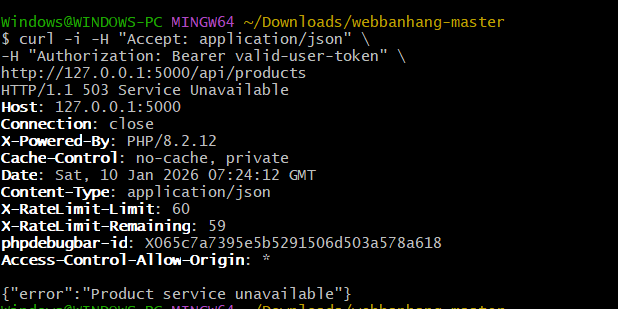 Windows@WINDOWS-PC MINGW64 ~/Downloads/webbanhang-master
$ curl -i -H "Accept: application/json" \
-H "Authorization: Bearer valid-user-token" \
http://127.0.0.1:5000/api/products
HTTP/1.1 503 Service Unavailable
Host: 127.0.0.1:5000
Connection: close
X-Powered-By: PHP/8.2.12
Cache-Control: no-cache, private
Date: Sat, 10 Jan 2026 07:24:12 GMT
Content-Type: application/json
X-RateLimit-Limit: 60
X-RateLimit-Remaining: 59
phpdebugbar-id: X065c7a7395e5b5291506d503a578a618
Access-Control-Allow-Origin: *
{"error":"Product service unavailable"}
Windows@WINDOWS-PC MINGW64 ~/Downloads/webbanhang-master